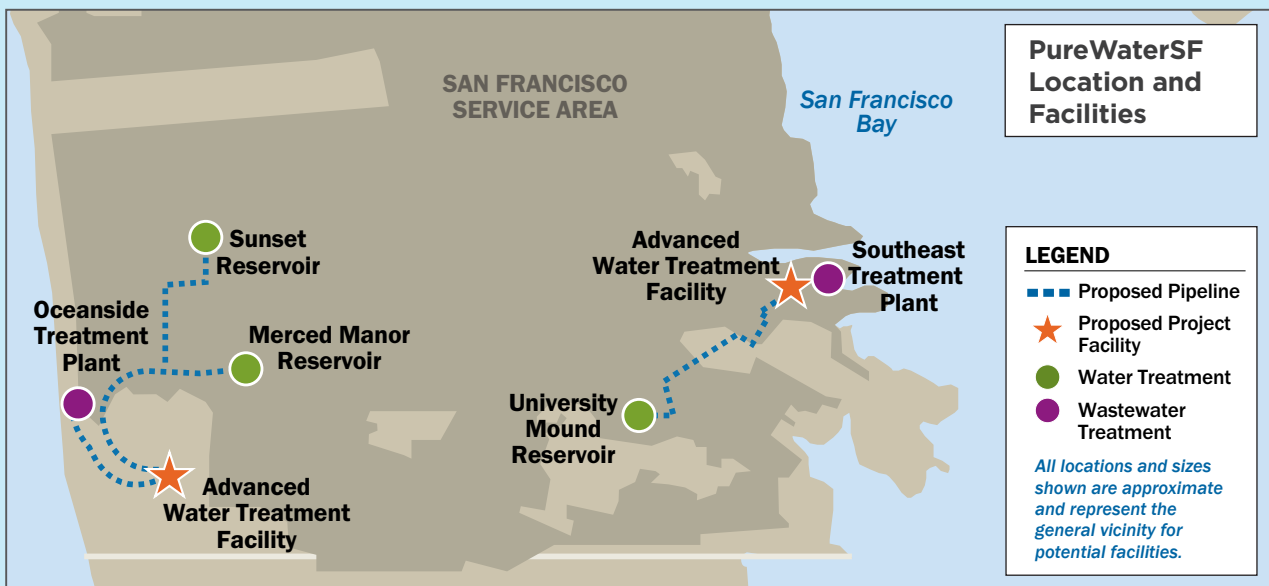 PureWaterSF
Location and
Facilities
SAN FRANCISCO
SERVICE AREA
San Francisco
Bay
Sunset
Reservoir
Oceanside
Treatment
Plant
Merced Manor
Reservoir
Advanced
Water Treatment
Facility
University
Mound
Reservoir
Advanced
Water Treatment
Facility
Southeast
Treatment
Plant
LEGEND
Proposed Pipeline
Proposed Project
Facility
Water Treatment
Wastewater
Treatment
All locations and sizes
shown are approximate
and represent the
general vicinity for
potential facilities.